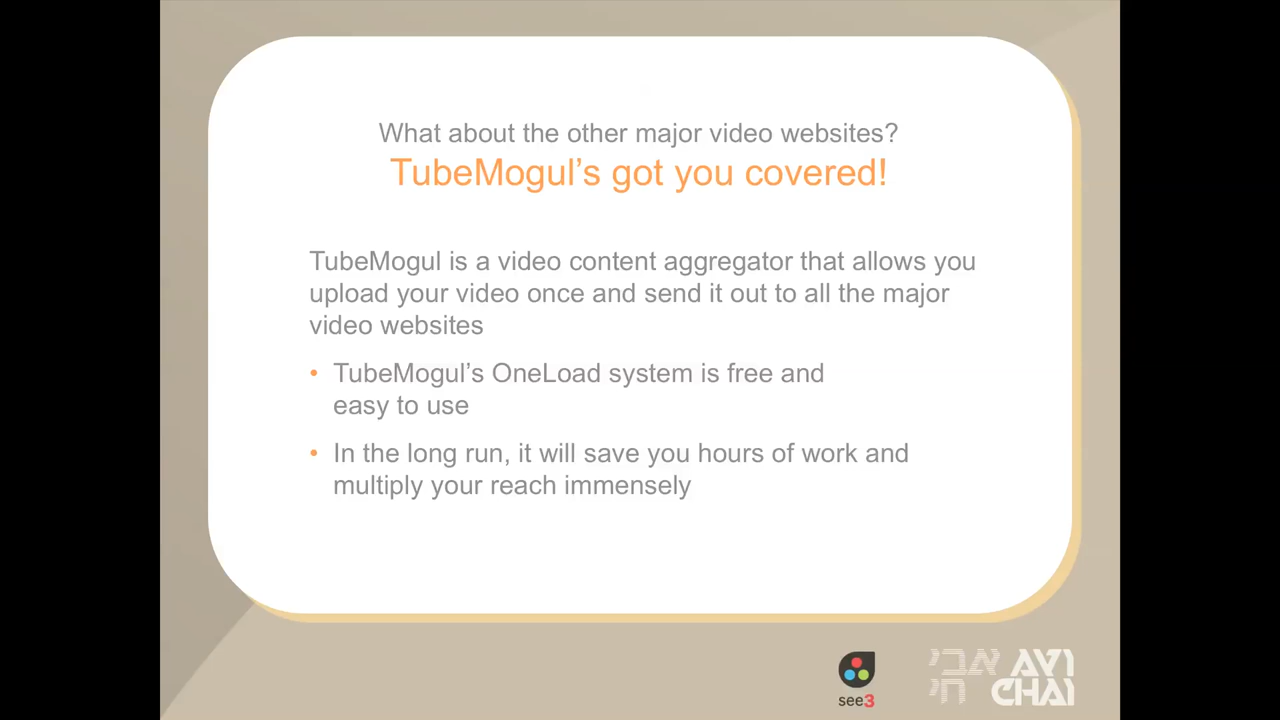 What about the other major video websites?
TubeMogul’s got you covered!
TubeMogul is a video content aggregator that allows you
upload your video once and send it out to all the major
video websites
• TubeMogul’s OneLoad system is free and
easy to use
• In the long run, it will save you hours of work and
multiply your reach immensely
see3
אבי
חי
AVI
CHAI